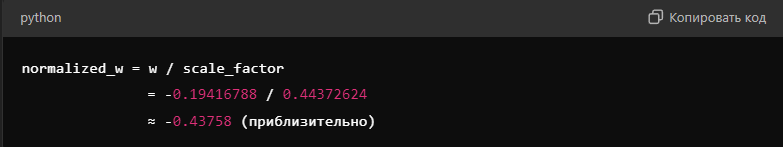 python Копировать код
normalized_w = w / scale_factor
= -0.19416788 / 0.44372624
≈ -0.43758 (приблизительно)